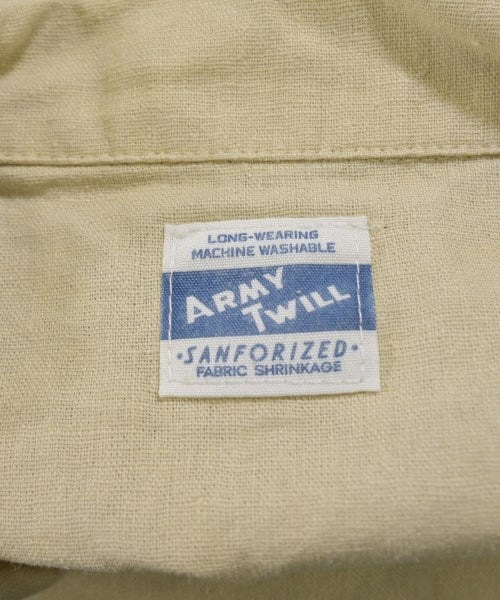 LONG-WEARING
MACHINE WASHABLE
ARMY
TWILL
·SANFORIZED·
FABRIC SHRINKAGE